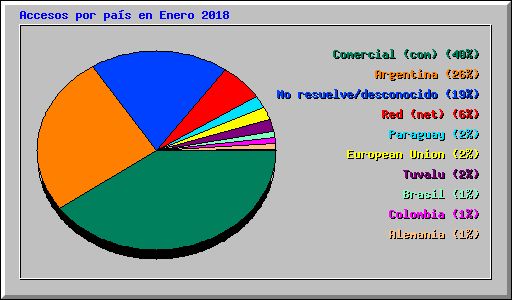 Accesos por país en Enero 2018
Comercial (com) (40%)
Argentina (26%)
No resuelve/desconocido (19%)
Red (net) (6%)
Paraguay (2%)
European Union (2%)
Tuvalu (2%)
Brasil (1%)
Colombia (1%)
Alemania (1%)